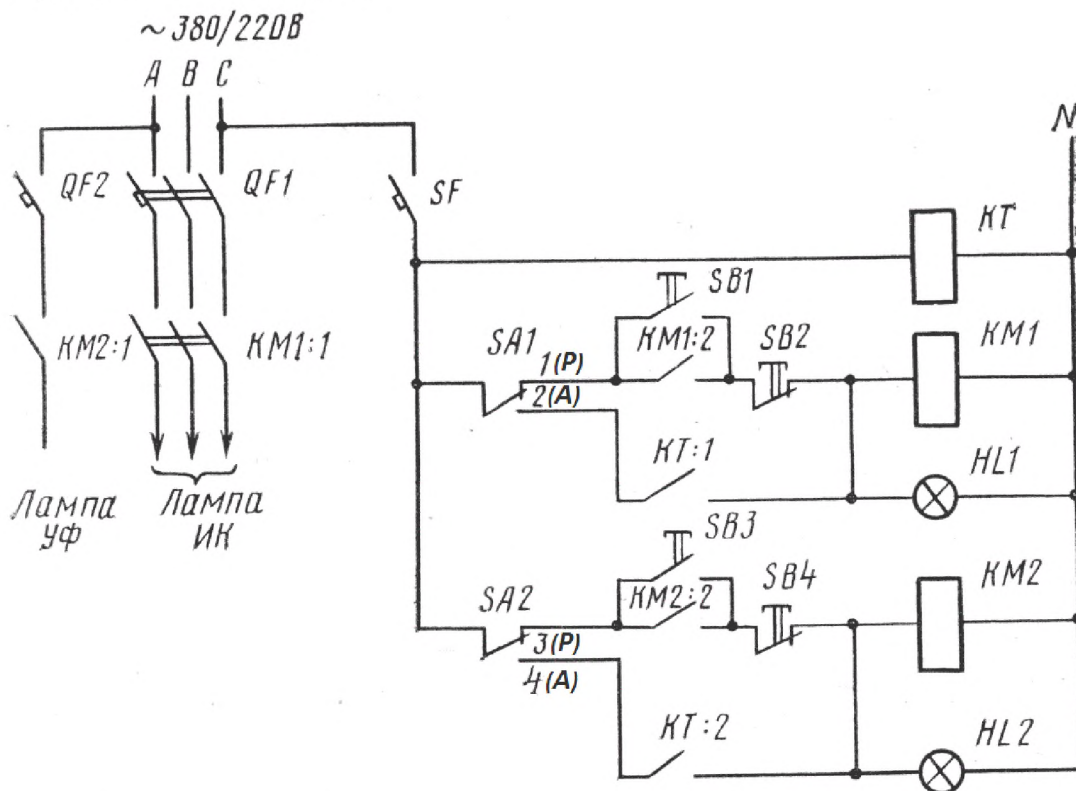 ~380/220В
A B C
N
QF2
QF1
SF
KT
SB1
KM1:2
SB2
KM1
KM2:1
KM1:1
SA1
1(P)
2(A)
KT:1
HL1
Лампа УФ
Лампа ИК
SB3
KM2:2
SB4
KM2
SA2
3(P)
4(A)
KT:2
HL2